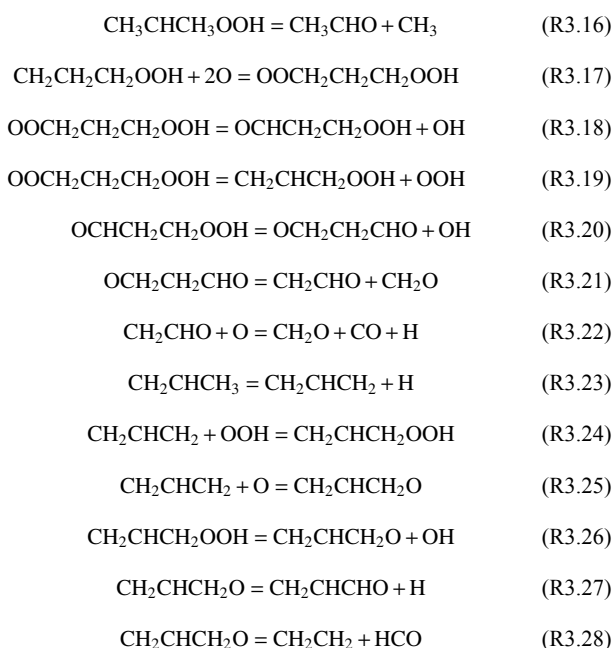 CH₃CHCH₃OOH = CH₃CHO + CH₃ (R3.16)
CH₂CH₂CH₂OOH + 2O = OOCH₂CH₂CH₂OOH (R3.17)
OOCH₂CH₂CH₂OOH = OCHCH₂CH₂OOH + OH (R3.18)
OOCH₂CH₂CH₂OOH = CH₂CHCH₂OOH + OOH (R3.19)
OCHCH₂CH₂OOH = OCH₂CH₂CHO + OH (R3.20)
OCH₂CH₂CHO = CH₂CHO + CH₂O (R3.21)
CH₂CHO + O = CH₂O + CO + H (R3.22)
CH₂CHCH₃ = CH₂CHCH₂ + H (R3.23)
CH₂CHCH₂ + OOH = CH₂CHCH₂OOH (R3.24)
CH₂CHCH₂ + O = CH₂CHCH₂O (R3.25)
CH₂CHCH₂OOH = CH₂CHCH₂O + OH (R3.26)
CH₂CHCH₂O = CH₂CHCHO + H (R3.27)
CH₂CHCH₂O = CH₂CH₂ + HCO (R3.28)